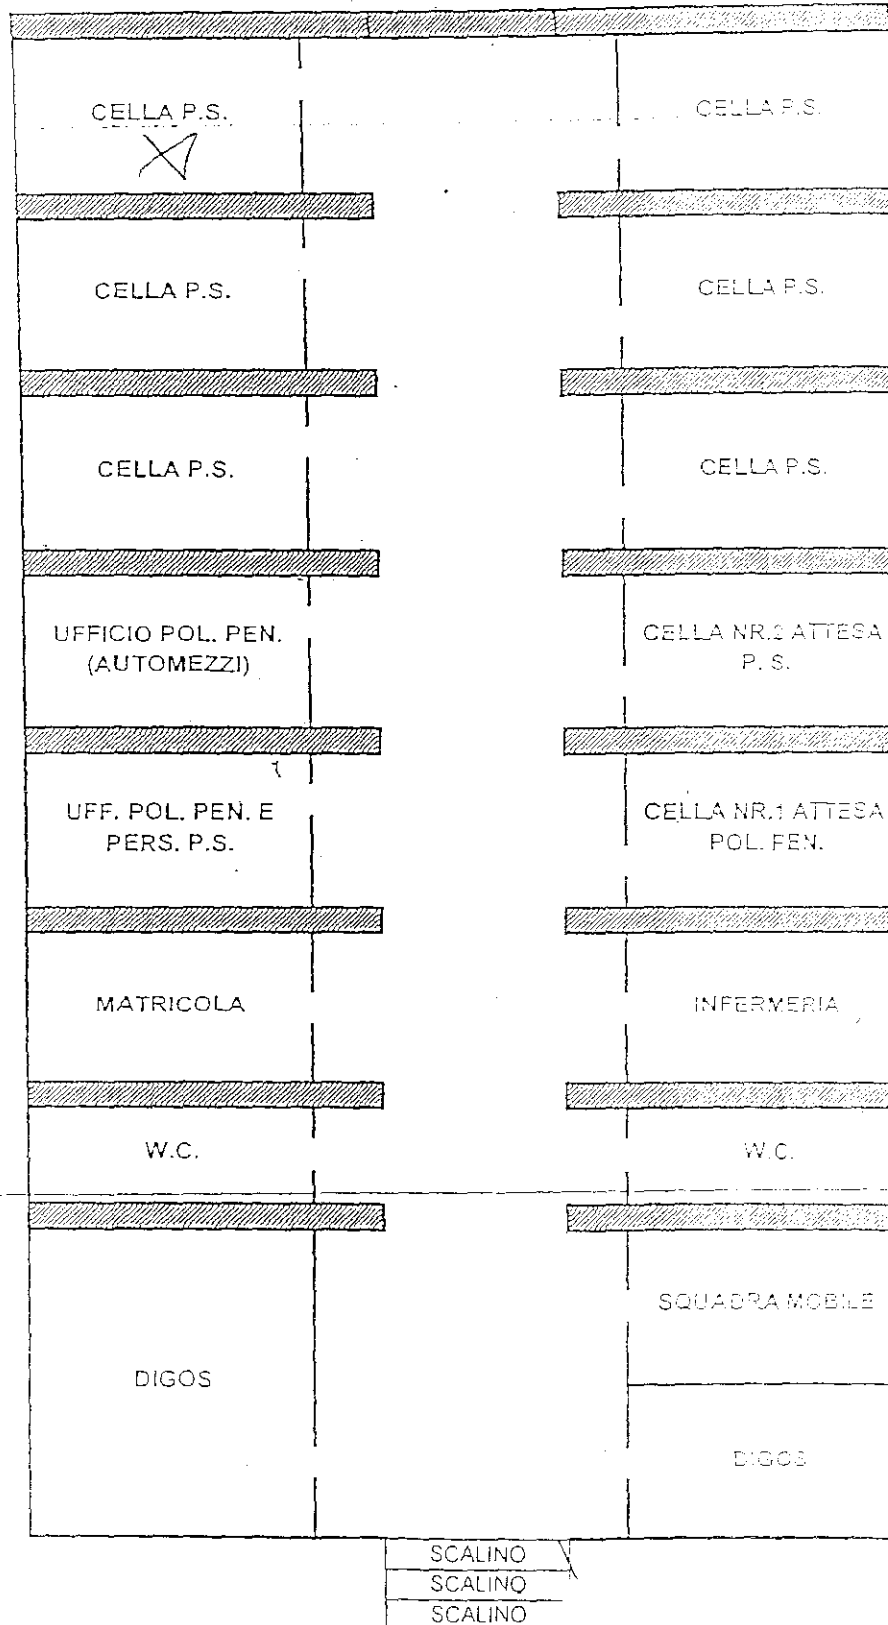 CELLA P.S.
CELLA P.S.
CELLA P.S.
CELLA P.S.
CELLA P.S.
CELLA P.S.
UFFICIO POL. PEN.
(AUTOMEZZI)
CELLA NR.2 ATTESA
P. S.
UFF. POL. PEN. E
PERS. P.S.
CELLA NR.1 ATTESA
POL. PEN.
MATRICOLA
INFERMERIA
W.C.
W.C.
DIGOS
SQUADRA MOBILE
DIGOS
SCALINO
SCALINO
SCALINO